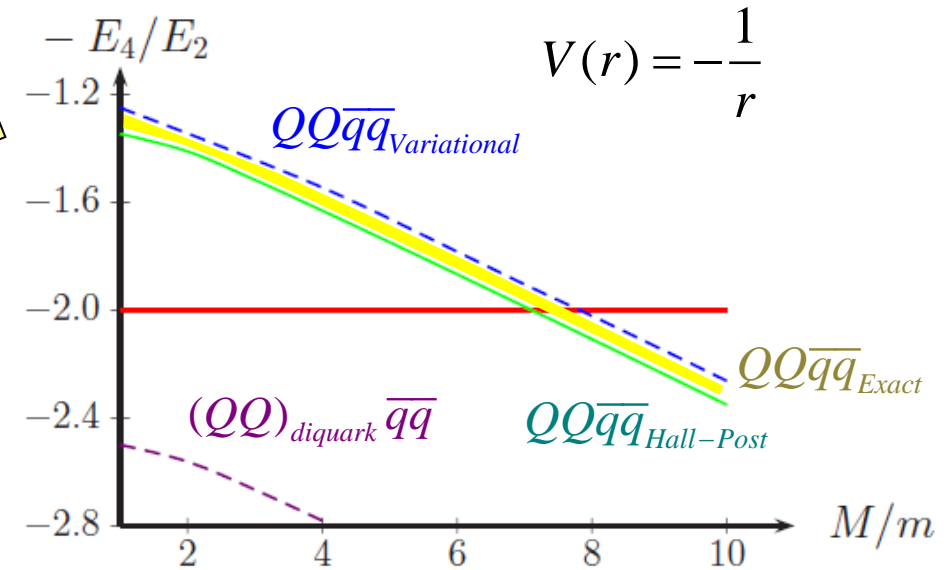 − E₄/E₂
V(r) = −1/r
−1.2
QQq̅q̅ Variational
−1.6
−2.0
QQq̅q̅ Exact
−2.4
(QQ)diquark q̅q̅
QQq̅q̅ Hall−Post
−2.8
M/m
2 4 6 8 10